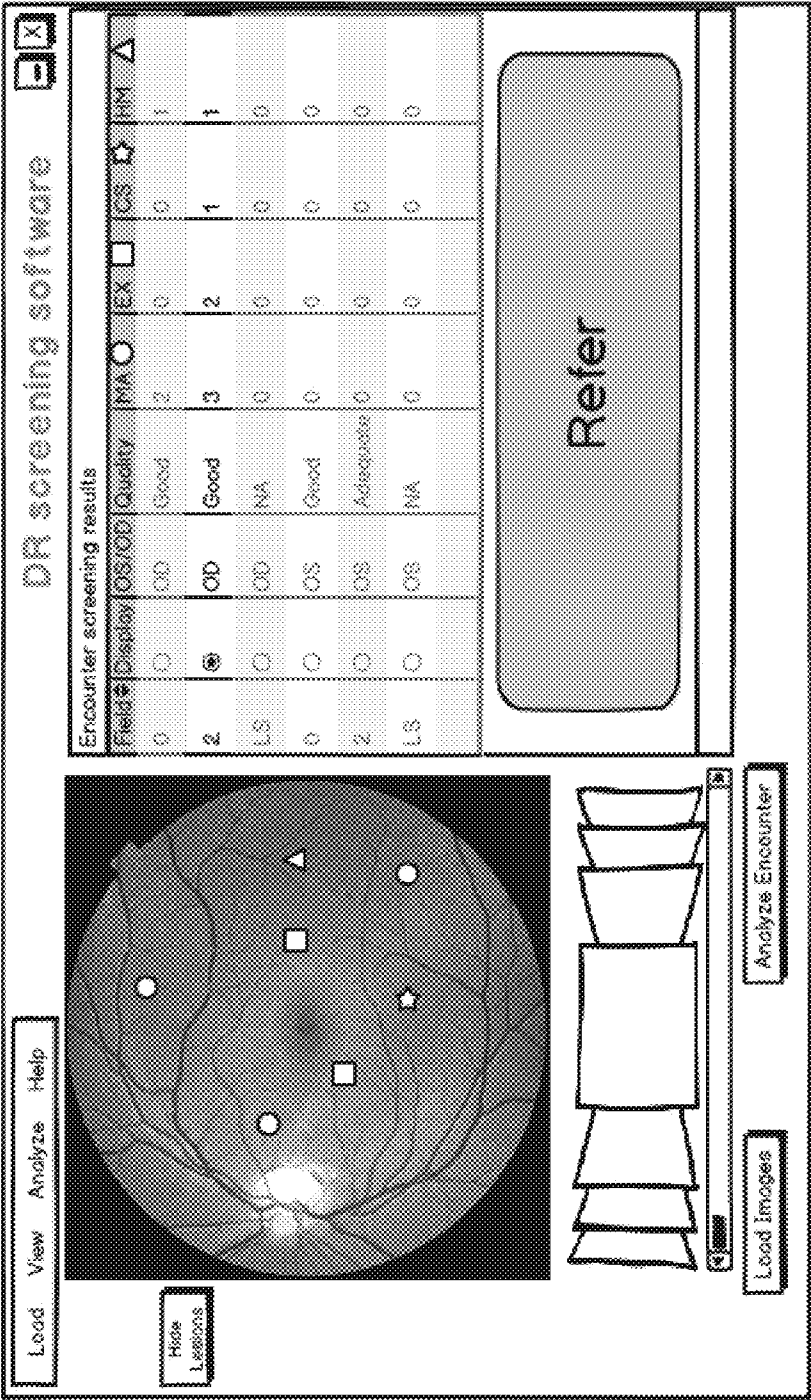 DR screening software
Load View Analyze Help
X
Hide
Lesions
Encounter screening results
Field Display OS/OD Quality MA EX CS HM
0 OD Good 2 0 0 1
2 OD Good 3 2 1 1
LS OD NA 0 0 0 0
0 OS Good 0 0 0 0
2 OS Adequate 0 0 0 0
LS OS NA 0 0 0 0
Refer
Load Images
Analyze Encounter